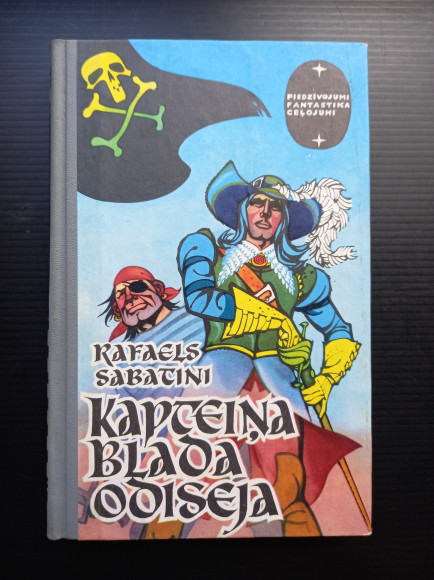 PIEDZĪVOJUMI
FANTASTIKA
CEĻOJUMI
RAFAELS
SABATINI
KAPTEIŅA
BLADA
ODISEJA